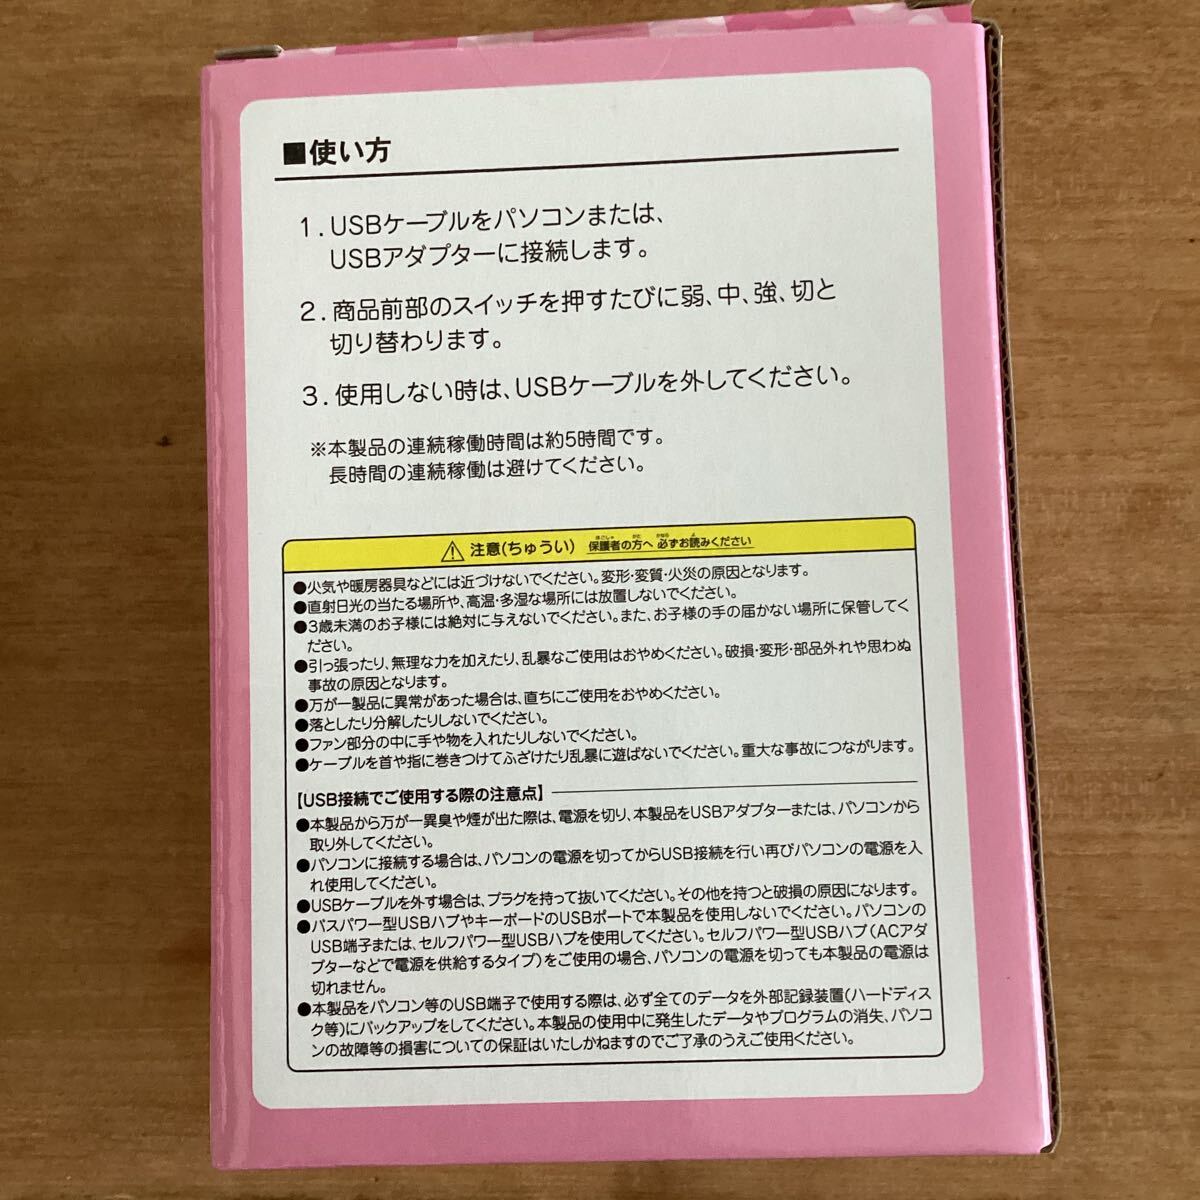 ■使い方
1.USBケーブルをパソコンまたは、
USBアダプターに接続します。
2.商品前部のスイッチを押すたびに弱、中、強、切と
切り替わります。
3.使用しない時は、USBケーブルを外してください。
※本製品の連続稼働時間は約5時間です。
長時間の連続稼働は避けてください。
ほごしゃ かた かなら よ
⚠ 注意(ちゅうい) 保護者の方へ 必ずお読みください
●火気や暖房器具などには近づけないでください。変形・変質・火災の原因となります。
●直射日光の当たる場所や、高温・多湿な場所には放置しないでください。
●3歳未満のお子様には絶対に与えないでください。また、お子様の手の届かない場所に保管してく
ださい。
●引っ張ったり、無理な力を加えたり、乱暴なご使用はおやめください。破損・変形・部品外れや思わぬ
事故の原因となります。
●万が一製品に異常があった場合は、直ちにご使用をおやめください。
●落としたり分解したりしないでください。
●ファン部分の中に手や物を入れたりしないでください。
●ケーブルを首や指に巻きつけてふざけたり乱暴に遊ばないでください。重大な事故につながります。
【USB接続でご使用する際の注意点】
●本製品から万が一異臭や煙が出た際は、電源を切り、本製品をUSBアダプターまたは、パソコンから
取り外してください。
●パソコンに接続する場合は、パソコンの電源を切ってからUSB接続を行い再びパソコンの電源を入
れ使用してください。
●USBケーブルを外す場合は、プラグを持って抜いてください。その他を持つと破損の原因になります。
●バスパワー型USBハブやキーボードのUSBポートで本製品を使用しないでください。パソコンの
USB端子または、セルフパワー型USBハブを使用してください。セルフパワー型USBハブ(ACアダ
プターなどで電源を供給するタイプ)をご使用の場合、パソコンの電源を切っても本製品の電源は
切れません。
●本製品をパソコン等のUSB端子で使用する際は、必ず全てのデータを外部記録装置(ハードディス
ク等)にバックアップをしてください。本製品の使用中に発生したデータやプログラムの消失、パソコ
ンの故障等の損害についての保証はいたしかねますのでご了承のうえご使用ください。